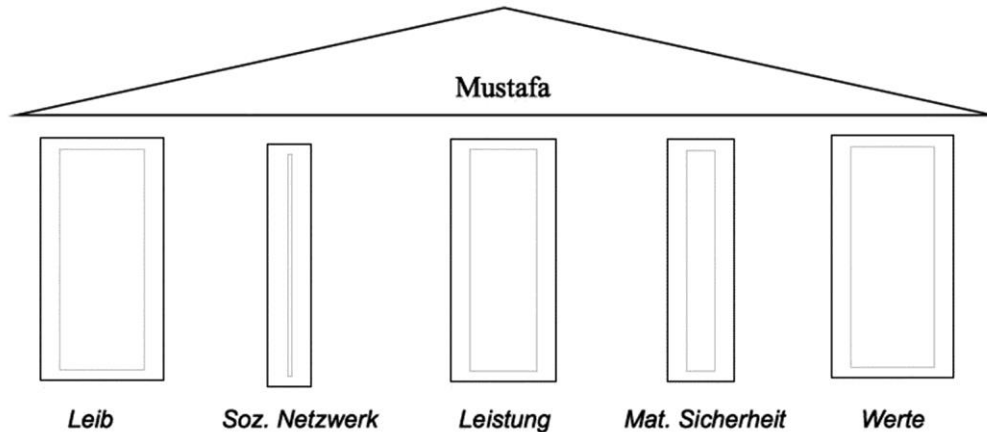 Mustafa
Leib
Soz. Netzwerk
Leistung
Mat. Sicherheit
Werte